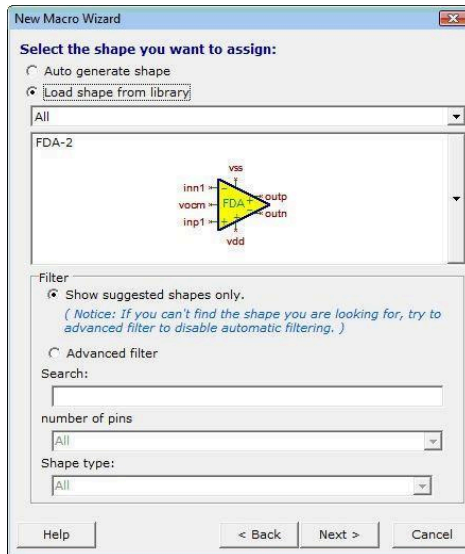 New Macro Wizard
Select the shape you want to assign:
Auto generate shape
Load shape from library
All
FDA-2
vss
inn1
outp
vocm
FDA
outn
inp1
vdd
Filter
Show suggested shapes only.
( Notice: If you can't find the shape you are looking for, try to
advanced filter to disable automatic filtering. )
Advanced filter
Search:
number of pins
All
Shape type:
All
Help
< Back
Next >
Cancel